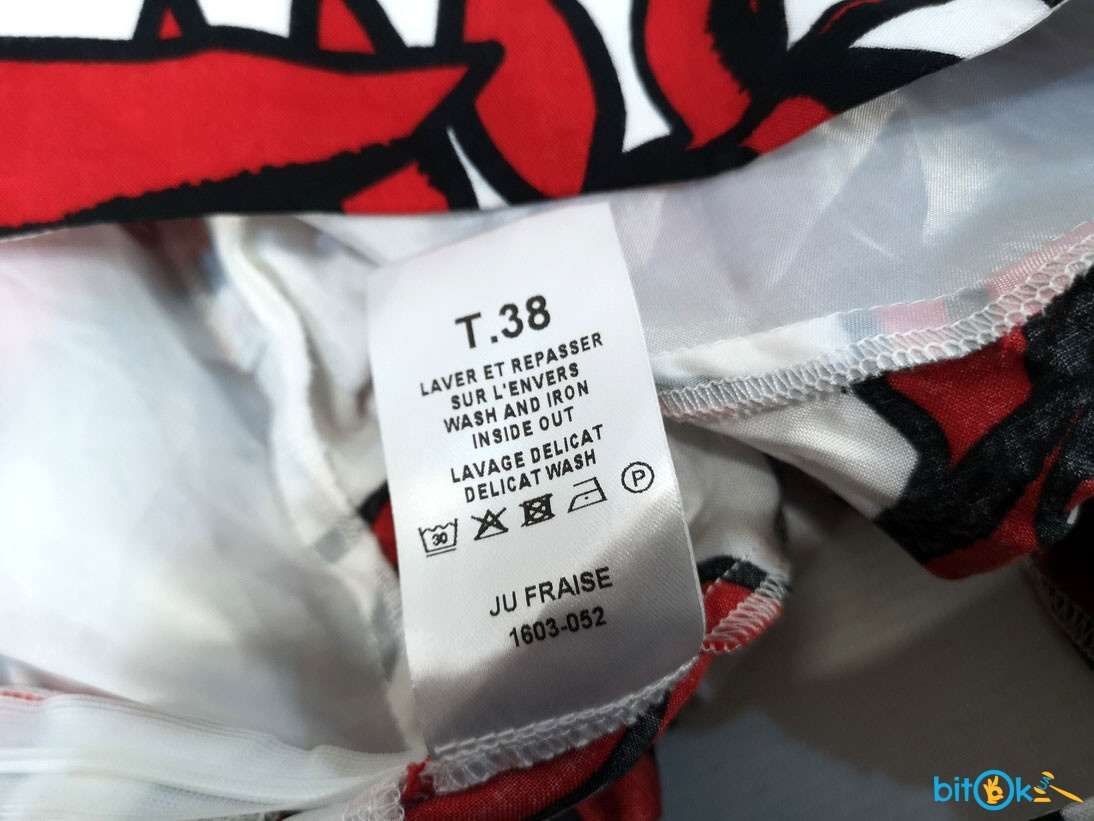 T.38
LAVER ET REPASSER
SUR L'ENVERS
WASH AND IRON
INSIDE OUT
LAVAGE DELICAT
DELICAT WASH
30
P
JU FRAISE
1603-052
bitOk.ua